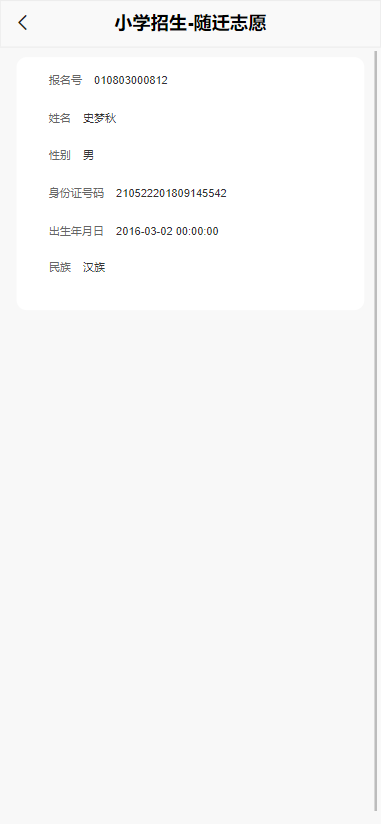 小学招生-随迁志愿
报名号 010803000812
姓名 史梦秋
性别 男
身份证号码 210522201809145542
出生年月日 2016-03-02 00:00:00
民族 汉族